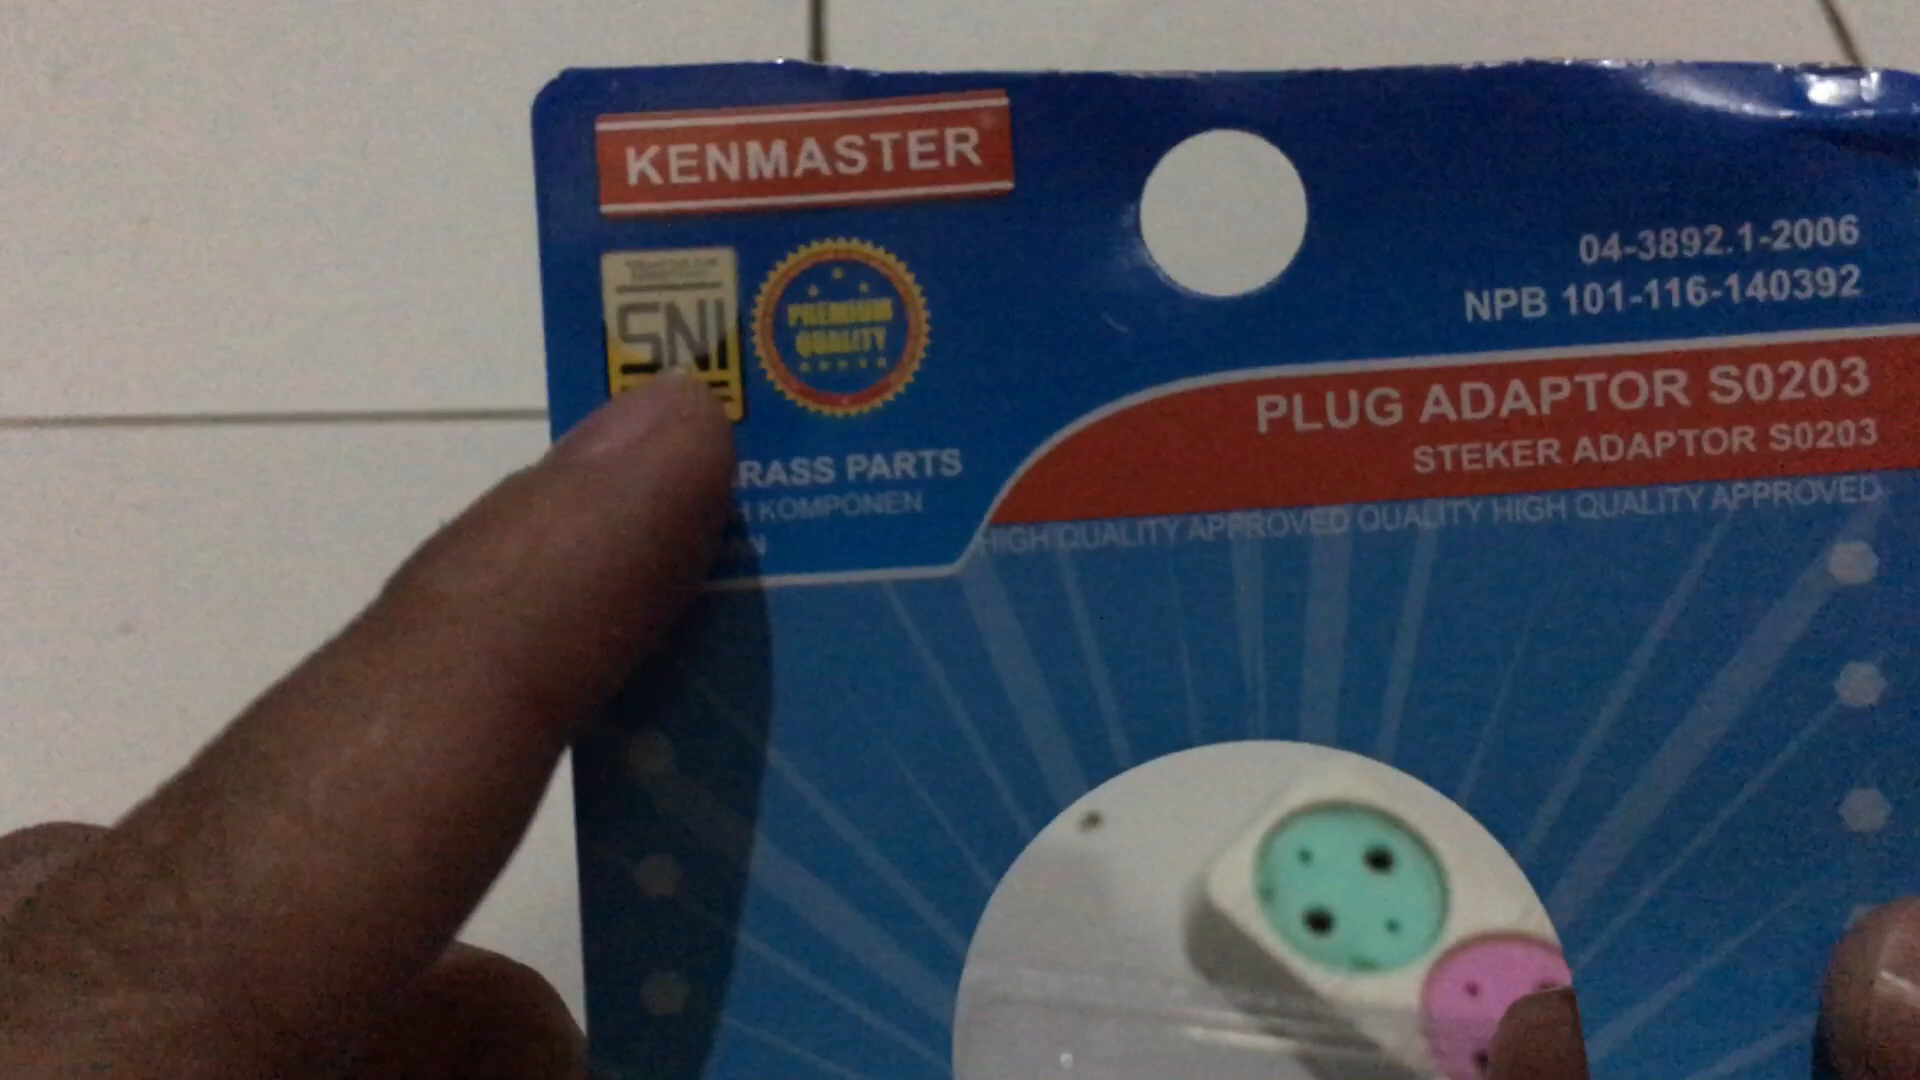 KENMASTER
04-3892.1-2006
NPB 101-116-140392
SNI
PREMIUM
QUALITY
PLUG ADAPTOR S0203
STEKER ADAPTOR S0203
RASS PARTS
KOMPONEN
HIGH QUALITY APPROVED QUALITY HIGH QUALITY APPROVED